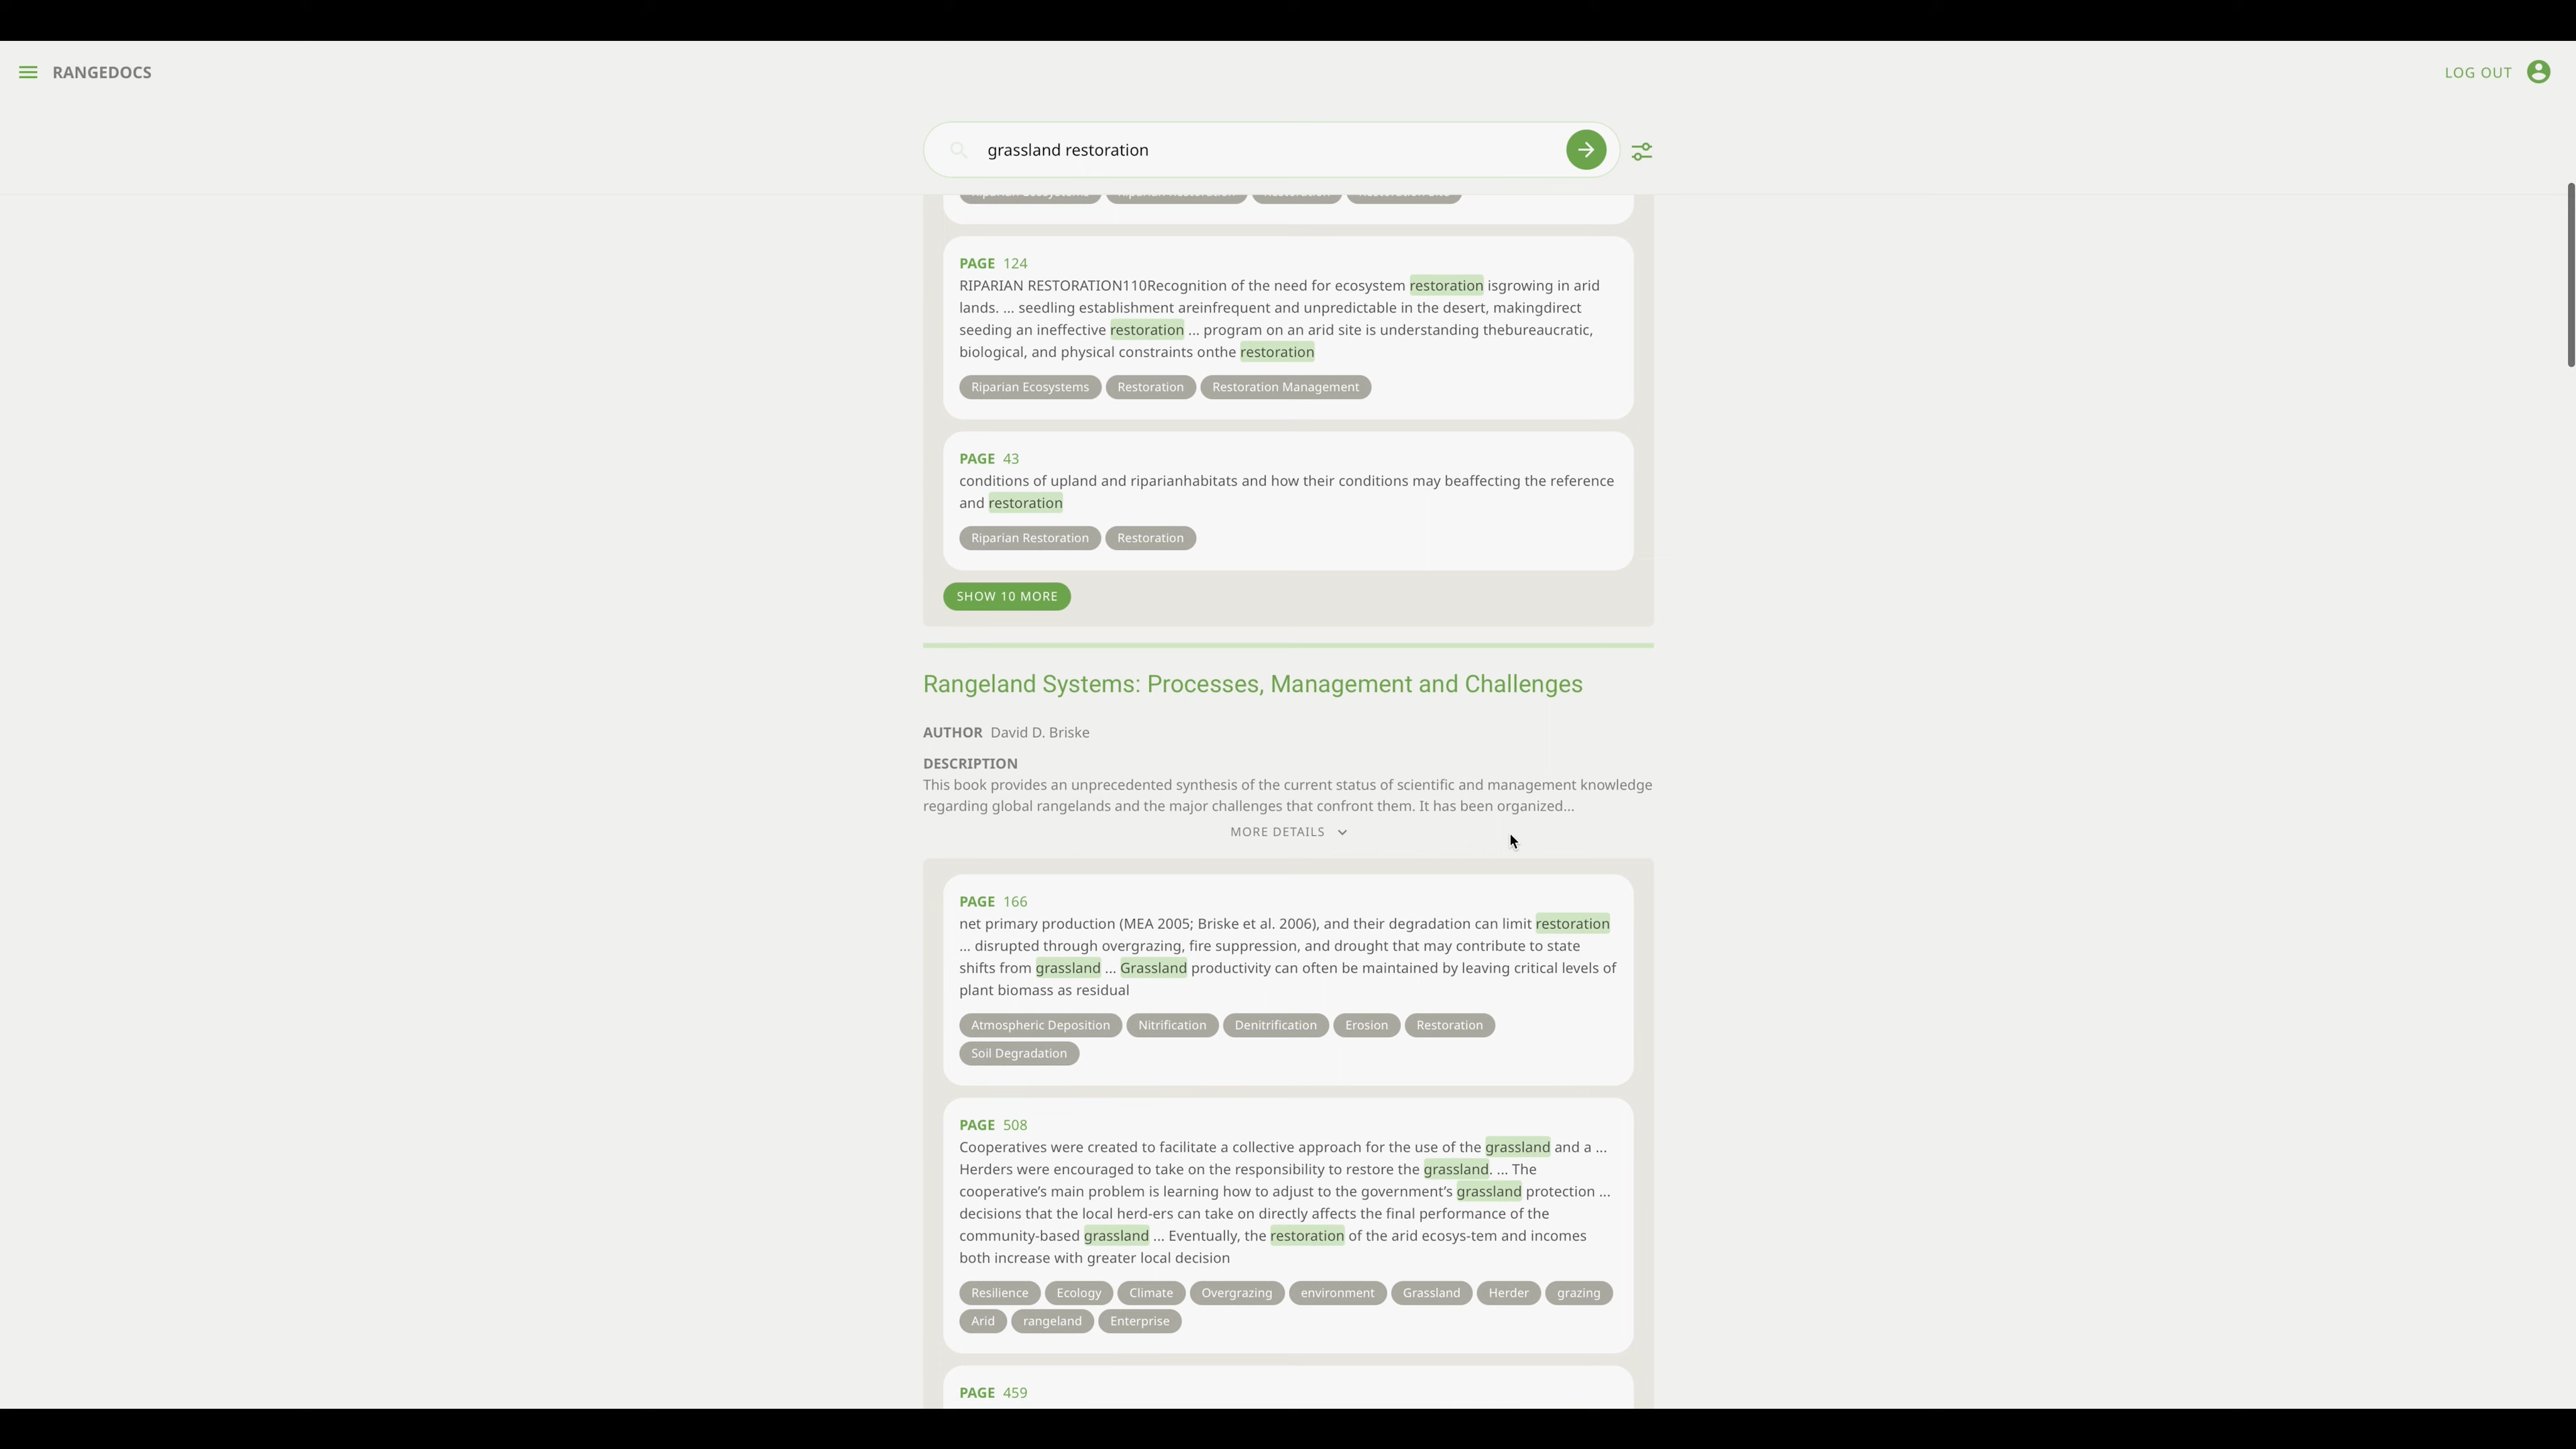 RANGEDOCS
LOG OUT
grassland restoration
Riparian Ecosystems Riparian Restoration Restoration
PAGE 124
RIPARIAN RESTORATION110Recognition of the need for ecosystem restoration isgrowing in arid
lands. ... seedling establishment areinfrequent and unpredictable in the desert, makingdirect
seeding an ineffective restoration ... program on an arid site is understanding thebureaucratic,
biological, and physical constraints onthe restoration
Riparian Ecosystems Restoration Restoration Management
PAGE 43
conditions of upland and riparianhabitats and how their conditions may beaffecting the reference
and restoration
Riparian Restoration Restoration
SHOW 10 MORE
Rangeland Systems: Processes, Management and Challenges
AUTHOR David D. Briske
DESCRIPTION
This book provides an unprecedented synthesis of the current status of scientific and management knowledge
regarding global rangelands and the major challenges that confront them. It has been organized...
MORE DETAILS
PAGE 166
net primary production (MEA 2005; Briske et al. 2006), and their degradation can limit restoration
... disrupted through overgrazing, fire suppression, and drought that may contribute to state
shifts from grassland ... Grassland productivity can often be maintained by leaving critical levels of
plant biomass as residual
Atmospheric Deposition Nitrification Denitrification Erosion Restoration
Soil Degradation
PAGE 508
Cooperatives were created to facilitate a collective approach for the use of the grassland and a ...
Herders were encouraged to take on the responsibility to restore the grassland. ... The
cooperative's main problem is learning how to adjust to the government's grassland protection ...
decisions that the local herd-ers can take on directly affects the final performance of the
community-based grassland ... Eventually, the restoration of the arid ecosys-tem and incomes
both increase with greater local decision
Resilience Ecology Climate Overgrazing environment Grassland Herder grazing
Arid rangeland Enterprise
PAGE 459